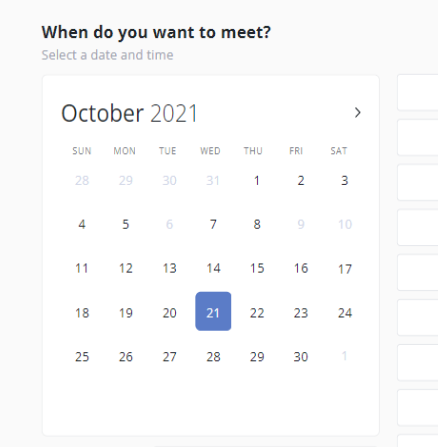 When do you want to meet?
Select a date and time
October 2021
SUN MON TUE WED THU FRI SAT
28 29 30 31 1 2 3
4 5 6 7 8 9 10
11 12 13 14 15 16 17
18 19 20 21 22 23 24
25 26 27 28 29 30 1